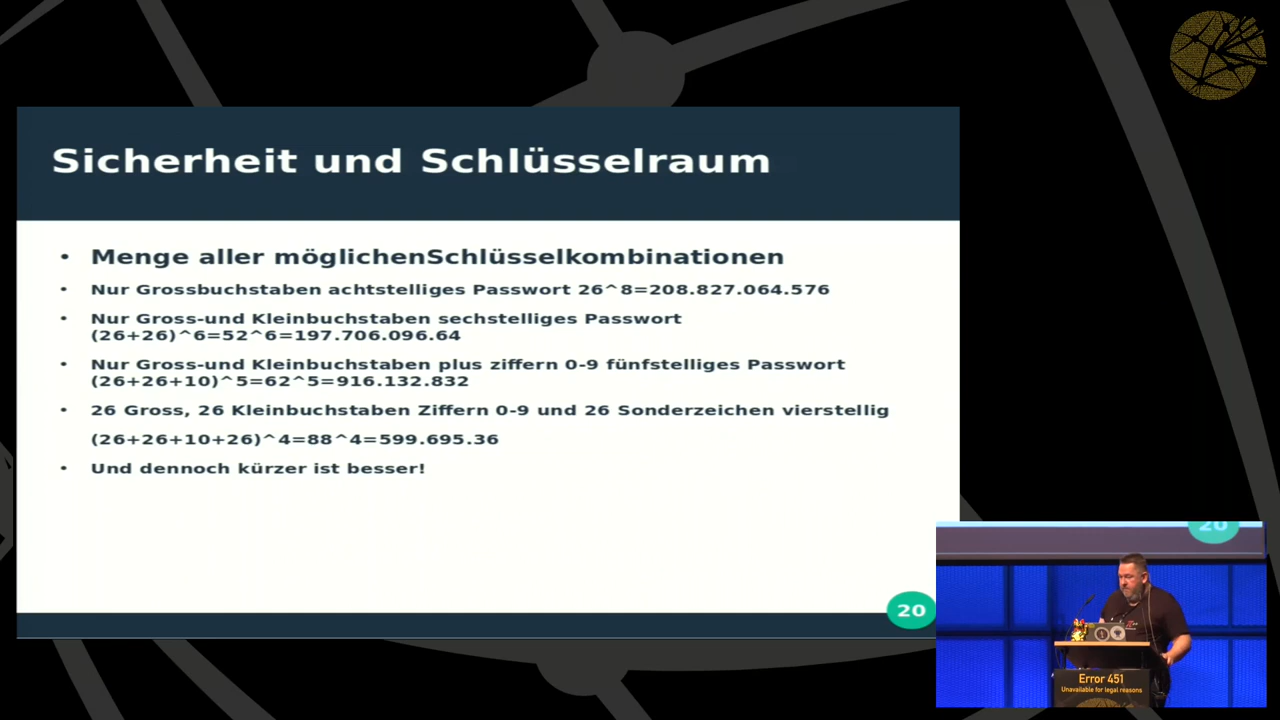 Sicherheit und Schlüsselraum
• Menge aller möglichenSchlüsselkombinationen
• Nur Grossbuchstaben achtstelliges Passwort 26^8=208.827.064.576
• Nur Gross-und Kleinbuchstaben sechstelliges Passwort
(26+26)^6=52^6=197.706.096.64
• Nur Gross-und Kleinbuchstaben plus ziffern 0-9 fünfstelliges Passwort
(26+26+10)^5=62^5=916.132.832
• 26 Gross, 26 Kleinbuchstaben Ziffern 0-9 und 26 Sonderzeichen vierstellig
(26+26+10+26)^4=88^4=599.695.36
• Und dennoch kürzer ist besser!
20
20
Error 451
Unavailable for legal reasons